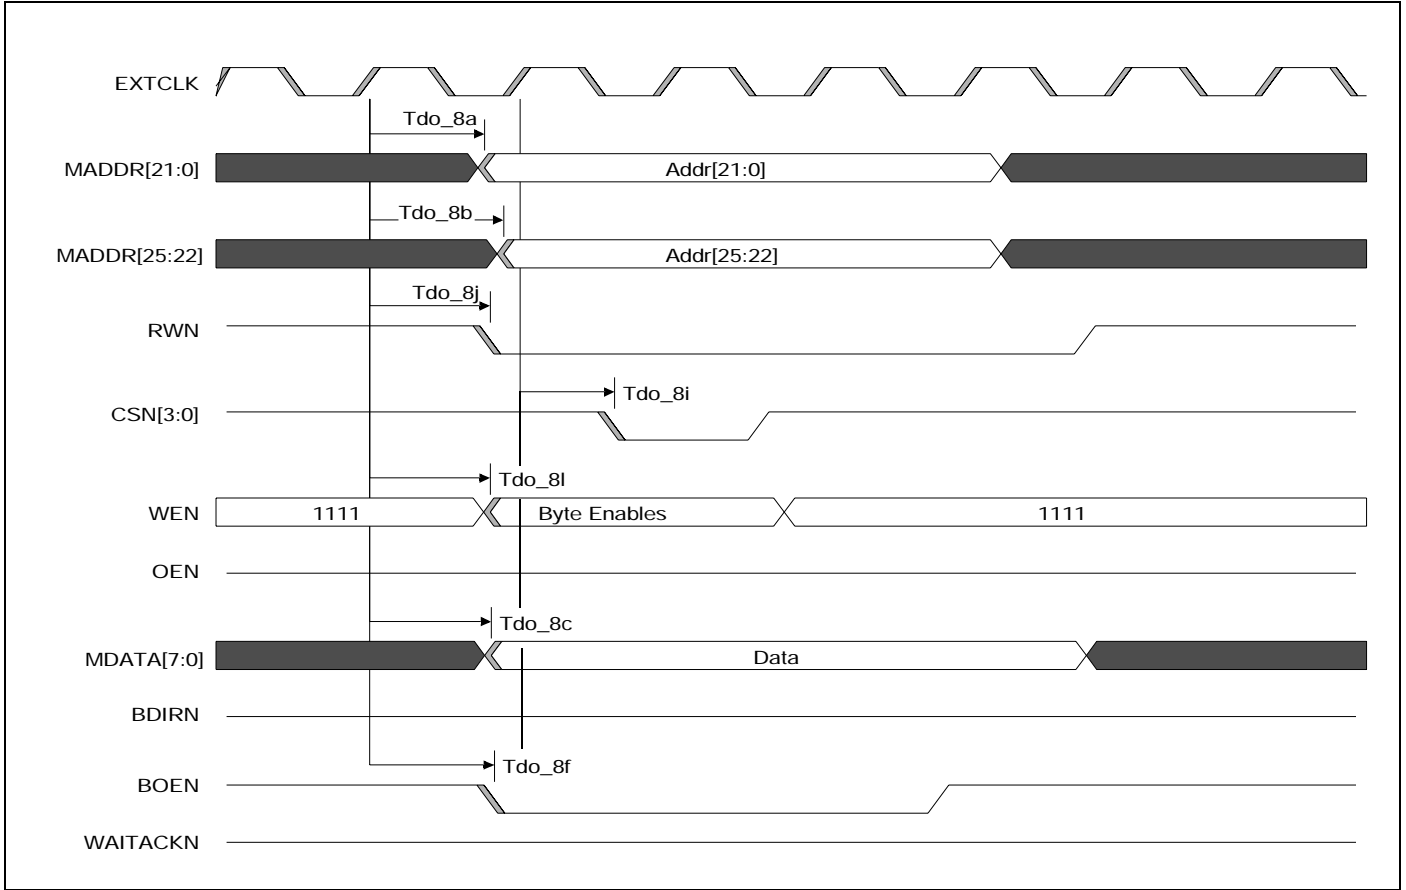 EXTCLK
Tdo_8a
MADDR[21:0] Addr[21:0]
Tdo_8b
MADDR[25:22] Addr[25:22]
Tdo_8j
RWN
Tdo_8i
CSN[3:0]
Tdo_8l
WEN 1111 Byte Enables 1111
OEN
Tdo_8c
MDATA[7:0] Data
BDIRN
Tdo_8f
BOEN
WAITACKN